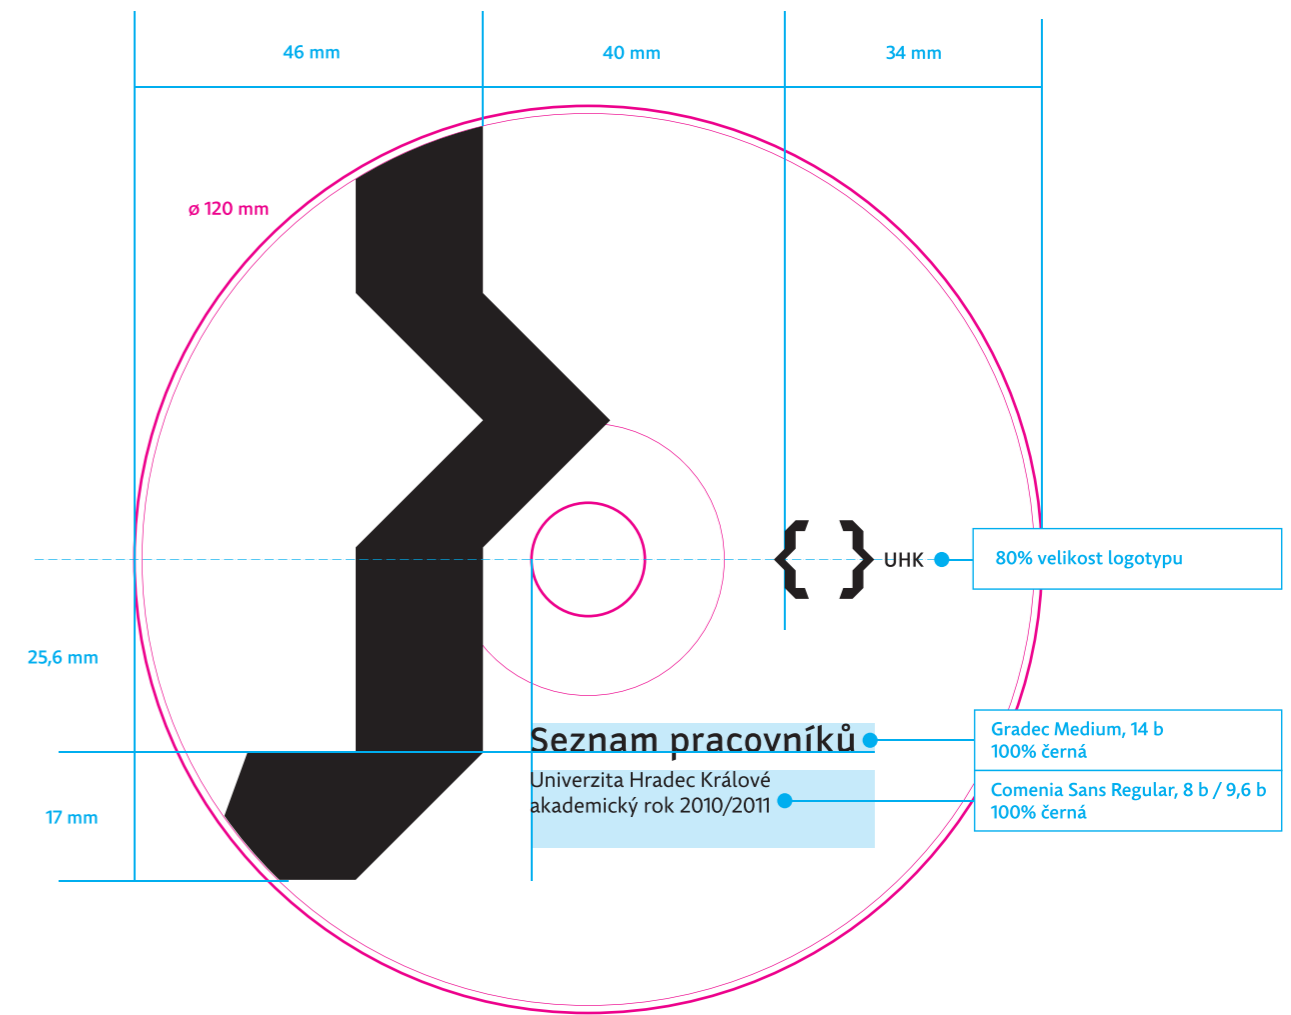 46 mm
40 mm
34 mm
ø 120 mm
UHK
80% velikost logotypu
25,6 mm
Seznam pracovníků
Gradec Medium, 14 b
100% černá
Univerzita Hradec Králové
akademický rok 2010/2011
Comenia Sans Regular, 8 b / 9,6 b
100% černá
17 mm